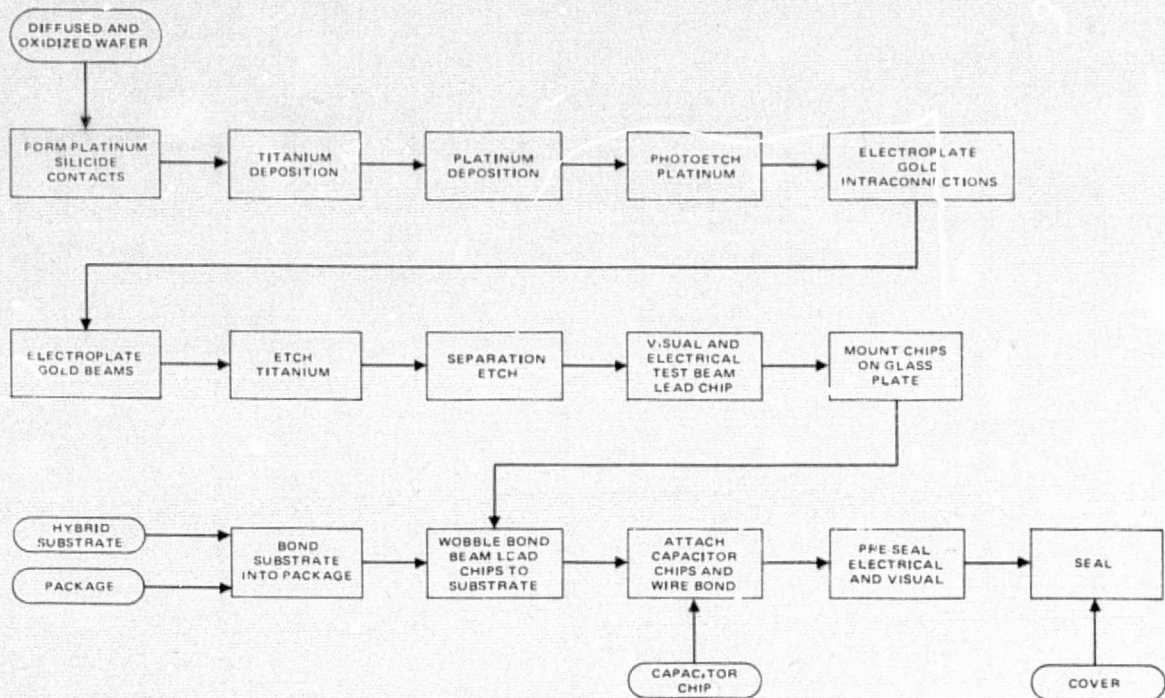 DIFFUSED AND
OXIDIZED WAFER
FORM PLATINUM
SILICIDE
CONTACTS
TITANIUM
DEPOSITION
PLATINUM
DEPOSITION
PHOTOETCH
PLATINUM
ELECTROPLATE
GOLD
INTRACONNECTIONS
ELECTROPLATE
GOLD BEAMS
ETCH
TITANIUM
SEPARATION
ETCH
VISUAL AND
ELECTRICAL
TEST BEAM
LEAD CHIP
MOUNT CHIPS
ON GLASS
PLATE
HYBRID
SUBSTRATE
PACKAGE
BOND
SUBSTRATE
INTO PACKAGE
WOBBLE BOND
BEAM LEAD
CHIPS TO
SUBSTRATE
ATTACH
CAPACITOR
CHIPS AND
WIRE BOND
PRE SEAL
ELECTRICAL
AND VISUAL
SEAL
CAPACITOR
CHIP
COVER